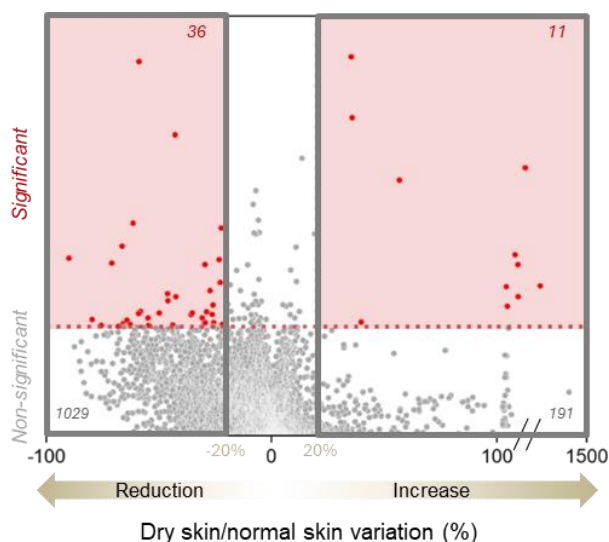 36
11
Significant
Non-significant
1029
191
-100
-20%
0
20%
100
1500
Reduction
Increase
Dry skin/normal skin variation (%)